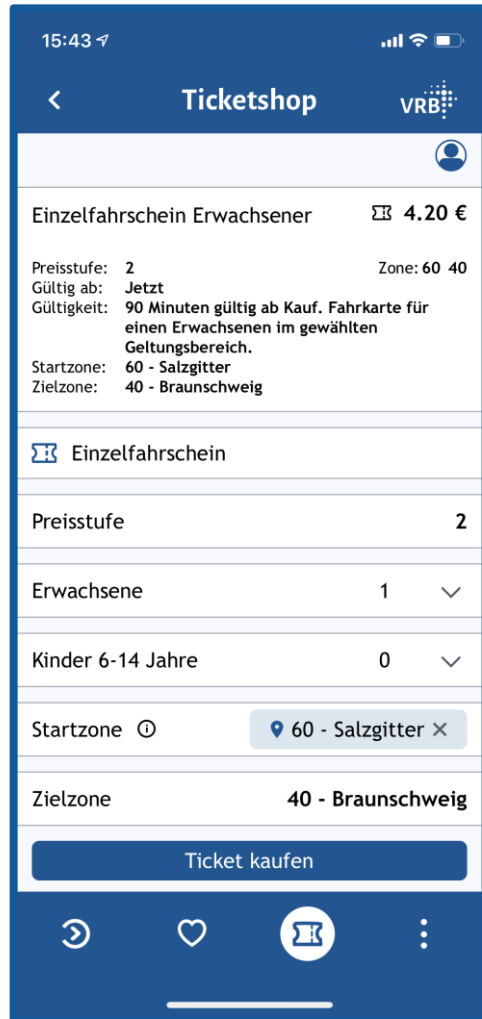 15:43
Ticketshop
VRB
Einzelfahrschein Erwachsener 4.20 €
Preisstufe: 2 Zone: 60 40
Gültig ab: Jetzt
Gültigkeit: 90 Minuten gültig ab Kauf. Fahrkarte für
einen Erwachsenen im gewählten
Geltungsbereich.
Startzone: 60 - Salzgitter
Zielzone: 40 - Braunschweig
Einzelfahrschein
Preisstufe 2
Erwachsene 1
Kinder 6-14 Jahre 0
Startzone 60 - Salzgitter
Zielzone 40 - Braunschweig
Ticket kaufen